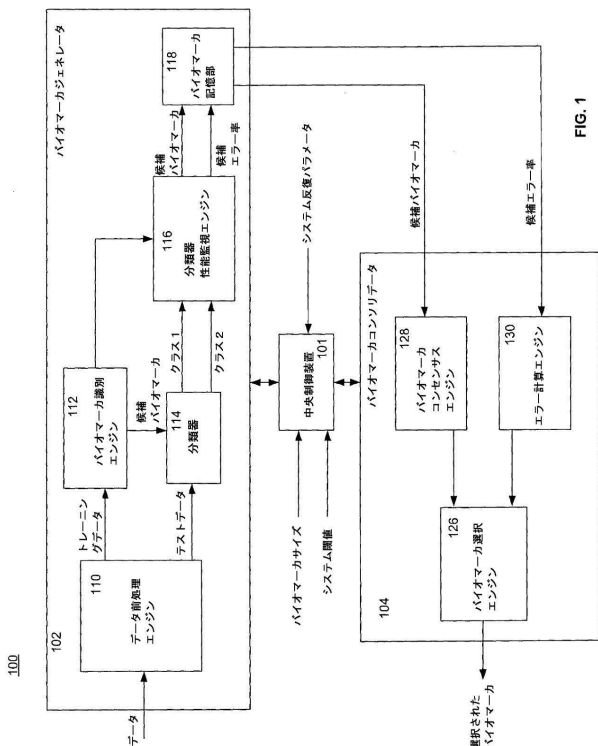 100
102
バイオマーカジェネレータ
データ
110
データ前処理
エンジン
トレーニン
グデータ
テストデータ
112
バイオマーカ識別
エンジン
候補
バイオマーカ
114
分類器
クラス1
クラス2
116
分類器
性能監視エンジン
候補
バイオマーカ
候補
エラー率
118
バイオマーカ
記憶部
バイオマーカサイズ
システム閾値
中央制御装置
101
システム反復パラメータ
候補バイオマーカ
候補エラー率
104
バイオマーカコンソリデータ
128
バイオマーカ
コンセンサス
エンジン
130
エラー計算エンジン
126
バイオマーカ選択
エンジン
選択された
バイオマーカ
FIG. 1